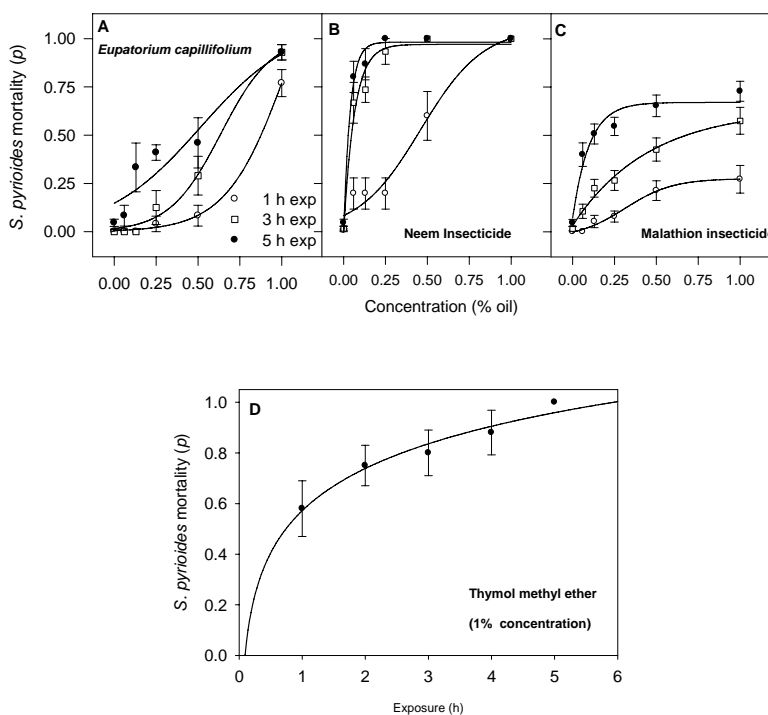 A
Eupatorium capillifolium
B
C
S. pyrioides mortality (p)
1.00
0.75
0.50
0.25
0.00
1 h exp
3 h exp
5 h exp
Neem Insecticide
Malathion insecticide
0.00 0.25 0.50 0.75 1.00
0.00 0.25 0.50 0.75 1.00
0.00 0.25 0.50 0.75 1.00
Concentration (% oil)
D
S. pyrioides mortality (p)
1.0
0.8
0.6
0.4
0.2
0.0
Thymol methyl ether
(1% concentration)
0 1 2 3 4 5 6
Exposure (h)